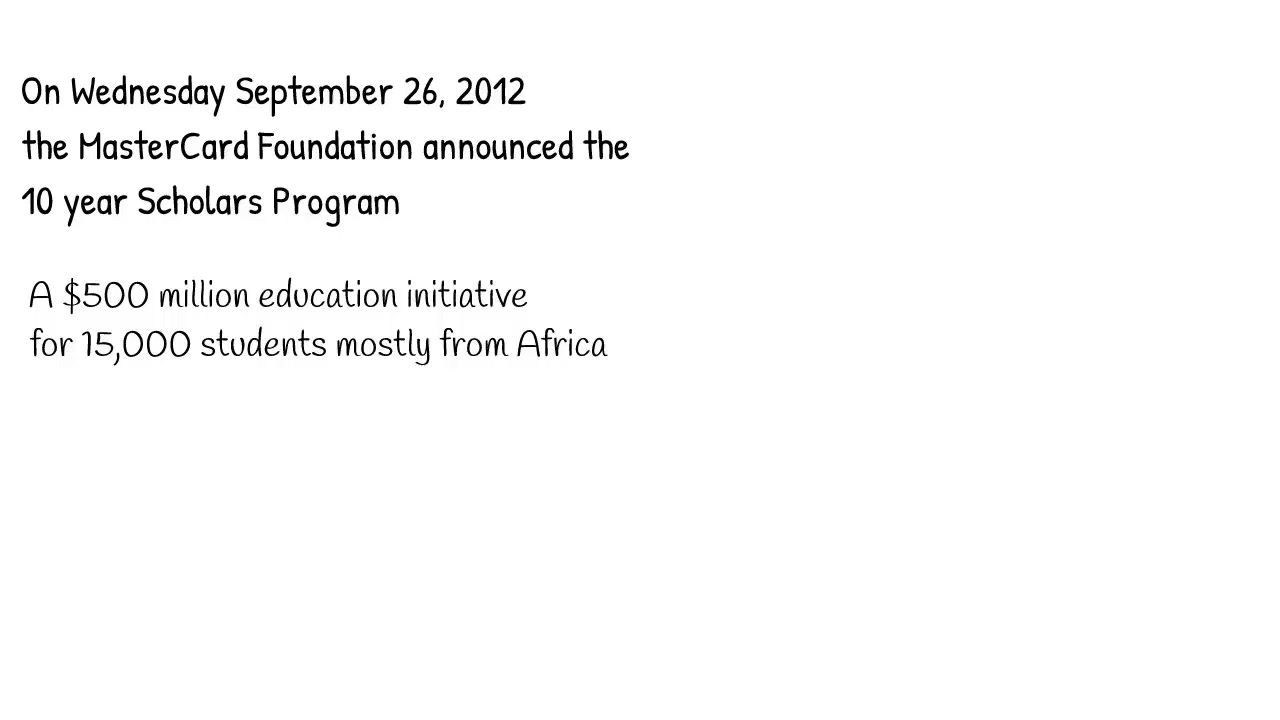 On Wednesday September 26, 2012
the MasterCard Foundation announced the
10 year Scholars Program
A $500 million education initiative
for 15,000 students mostly from Africa